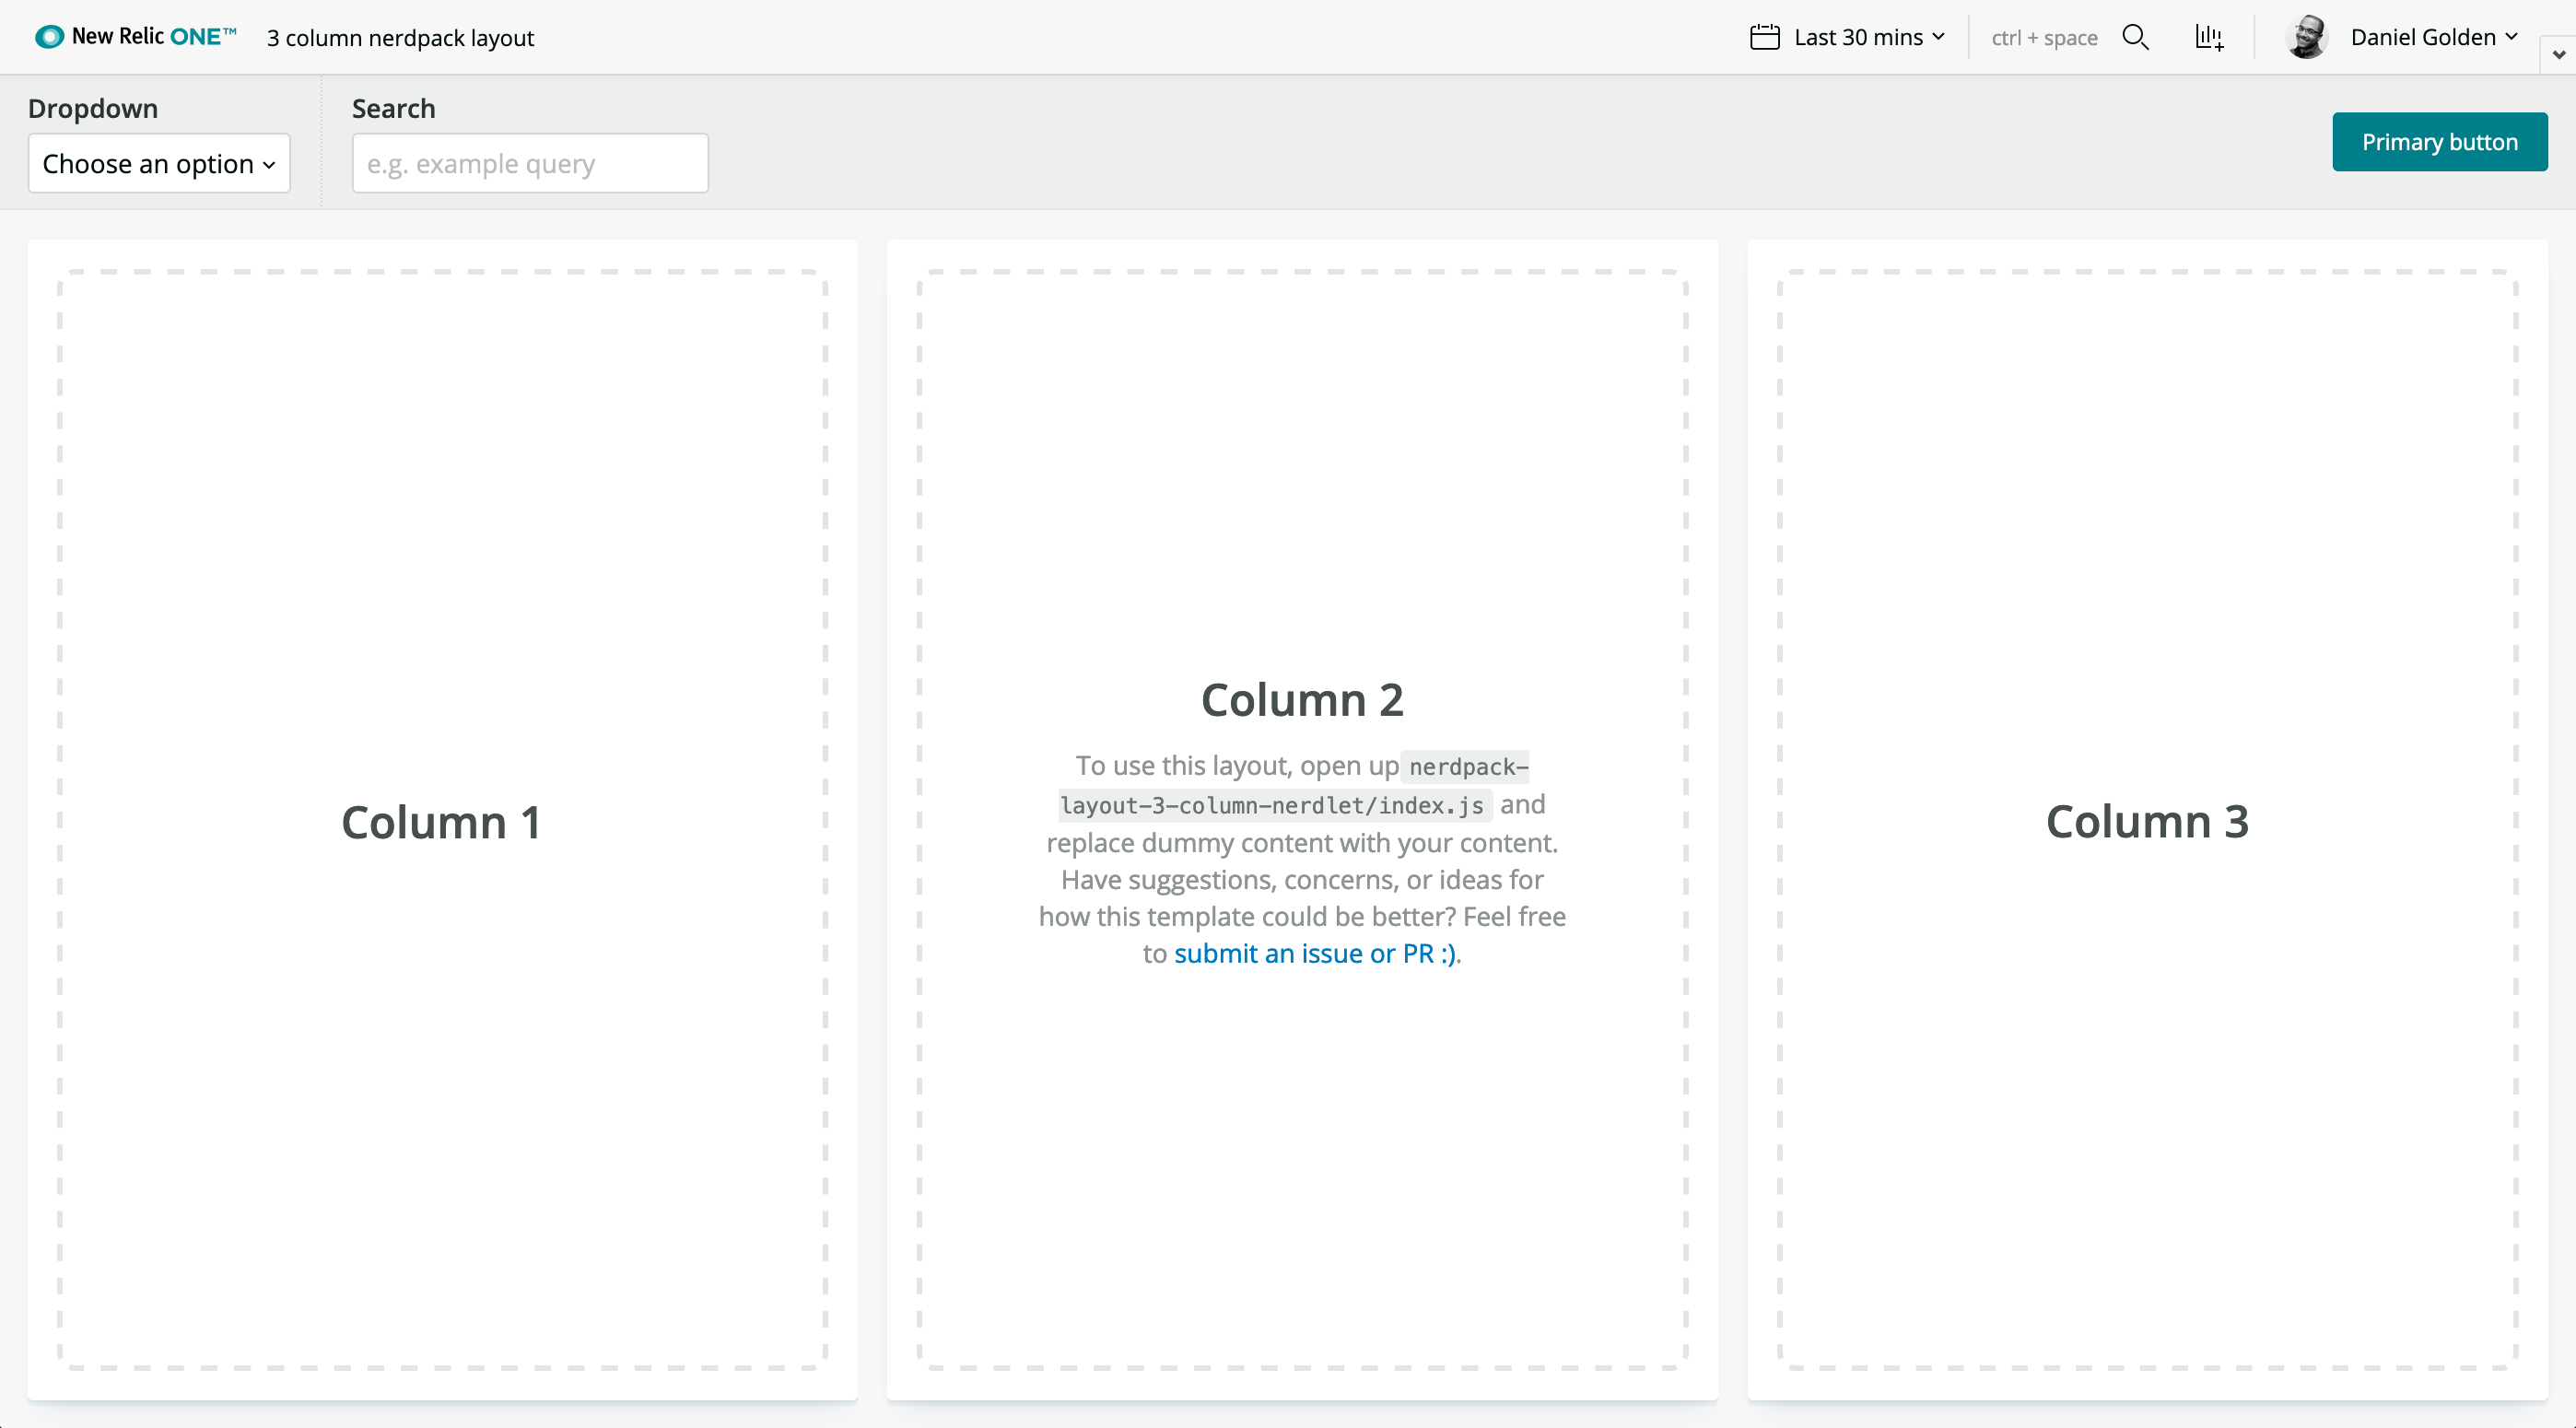 New Relic ONE™ 3 column nerdpack layout Last 30 mins ctrl + space Daniel Golden
Dropdown Search
Choose an option e.g. example query Primary button
Column 1
Column 2
To use this layout, open up nerdpack-
layout-3-column-nerdlet/index.js and
replace dummy content with your content.
Have suggestions, concerns, or ideas for
how this template could be better? Feel free
to submit an issue or PR :).
Column 3